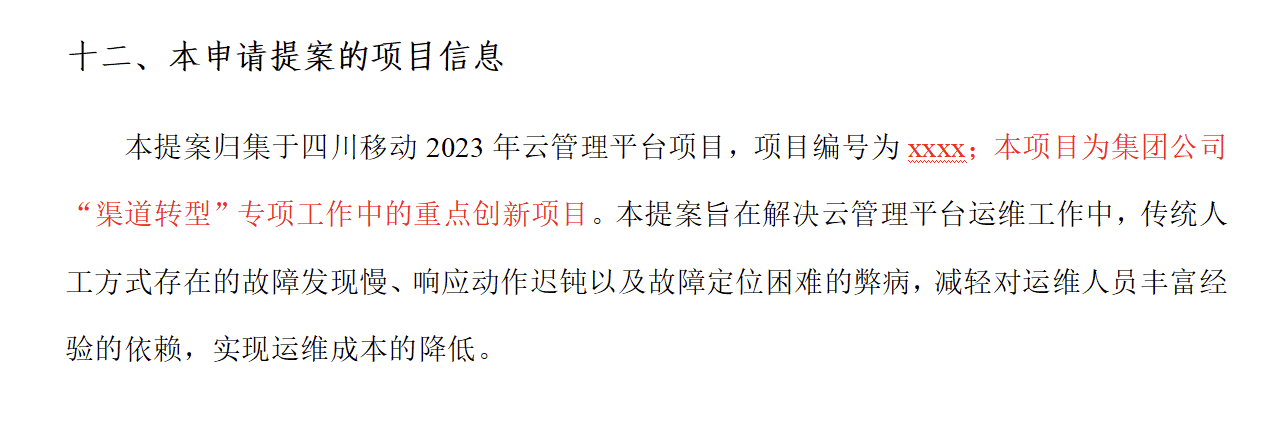 十二、本申请提案的项目信息
本提案归集于四川移动 2023 年云管理平台项目，项目编号为 xxxx；本项目为集团公司
“渠道转型”专项工作中的重点创新项目。本提案旨在解决云管理平台运维工作中，传统人
工方式存在的故障发现慢、响应动作迟钝以及故障定位困难的弊病，减轻对运维人员丰富经
验的依赖，实现运维成本的降低。